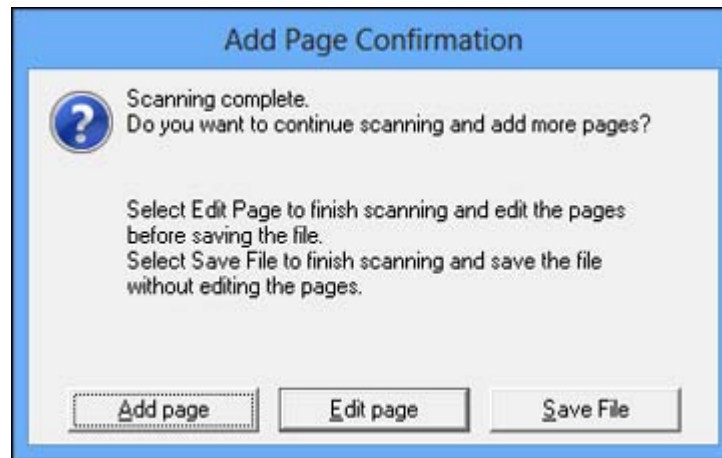 Add Page Confirmation
Scanning complete.
Do you want to continue scanning and add more pages?
Select Edit Page to finish scanning and edit the pages
before saving the file.
Select Save File to finish scanning and save the file
without editing the pages.
Add page
Edit page
Save File